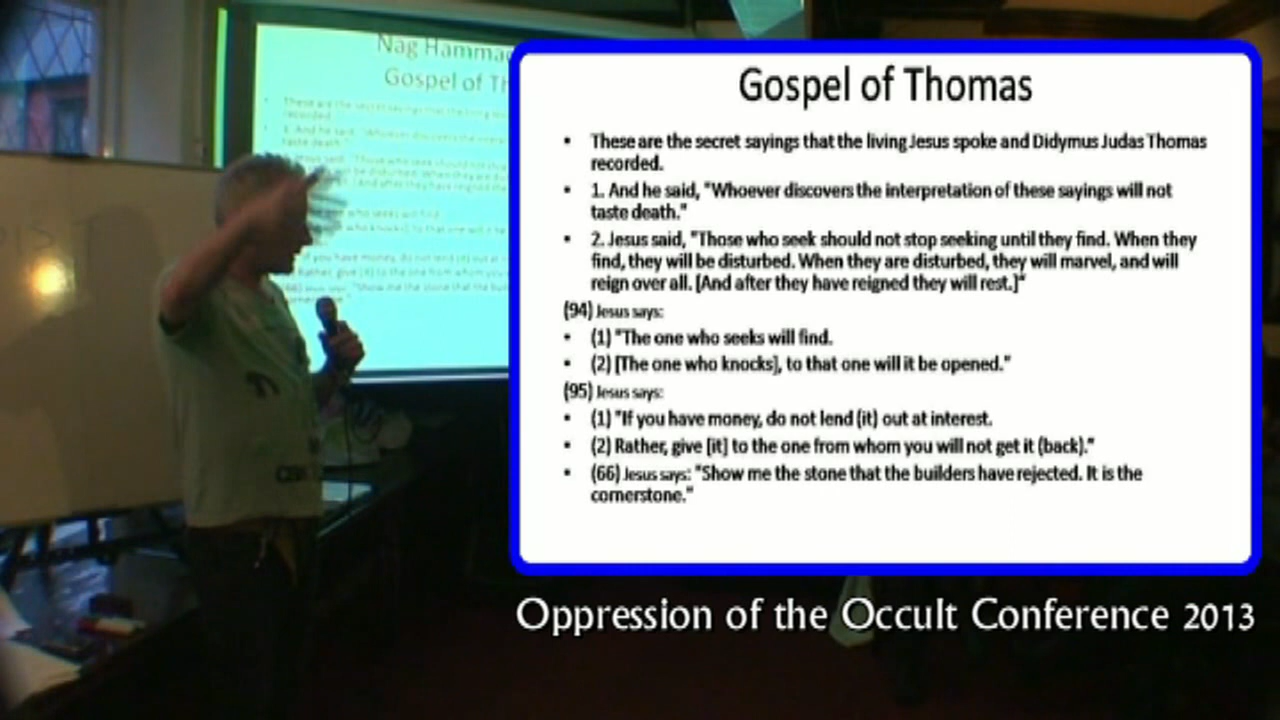 Nag Hamma
Gospel of Th
Gospel of Thomas
• These are the secret sayings that the living Jesus spoke and Didymus Judas Thomas
recorded.
• 1. And he said, "Whoever discovers the interpretation of these sayings will not
taste death."
• 2. Jesus said, "Those who seek should not stop seeking until they find. When they
find, they will be disturbed. When they are disturbed, they will marvel, and will
reign over all. [And after they have reigned they will rest.]"
(94) Jesus says:
• (1) "The one who seeks will find.
• (2) [The one who knocks], to that one will it be opened."
(95) Jesus says:
• (1) "If you have money, do not lend (it) out at interest.
• (2) Rather, give [it] to the one from whom you will not get it (back)."
• (66) Jesus says: "Show me the stone that the builders have rejected. It is the
cornerstone."
Oppression of the Occult Conference 2013